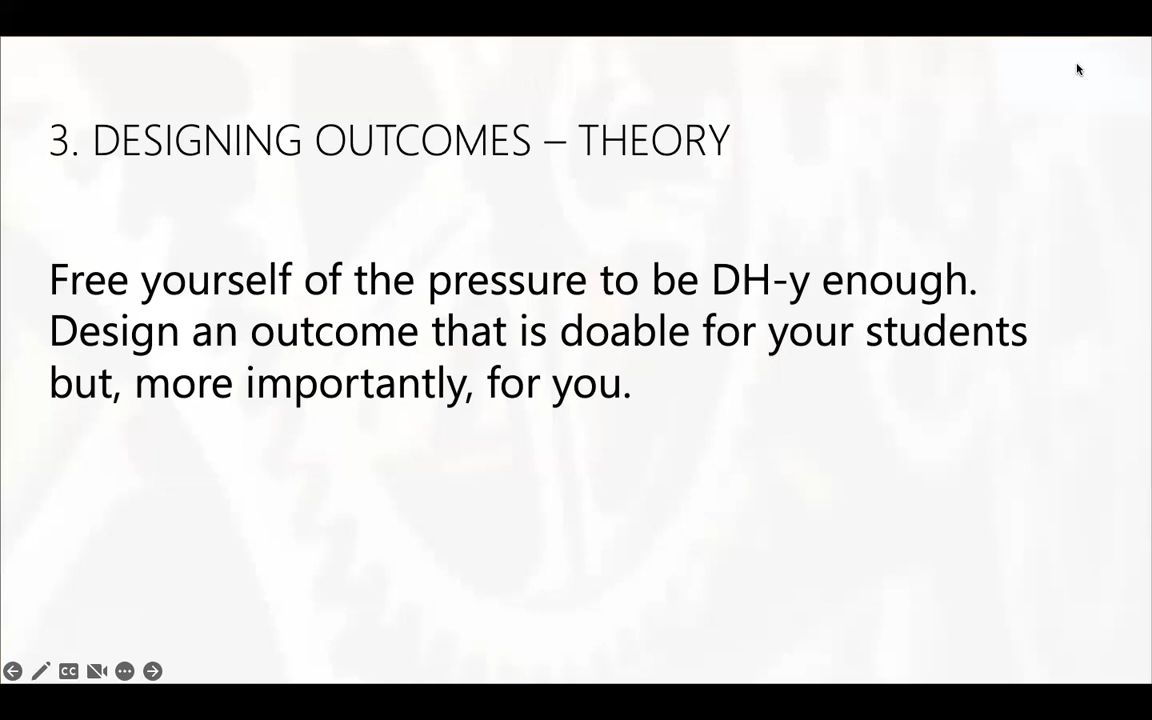 3. DESIGNING OUTCOMES – THEORY
Free yourself of the pressure to be DH-y enough.
Design an outcome that is doable for your students
but, more importantly, for you.
CC